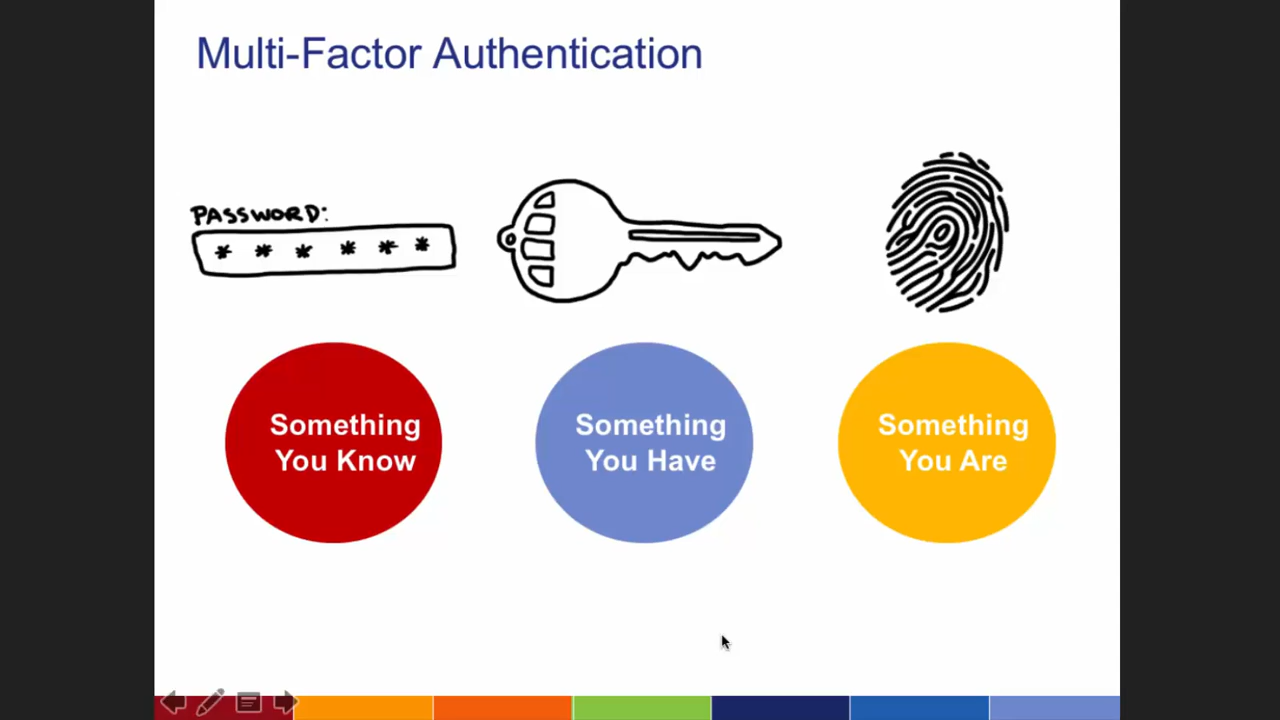 Multi-Factor Authentication
PASSWORD:
* * * * * *
Something
You Know
Something
You Have
Something
You Are